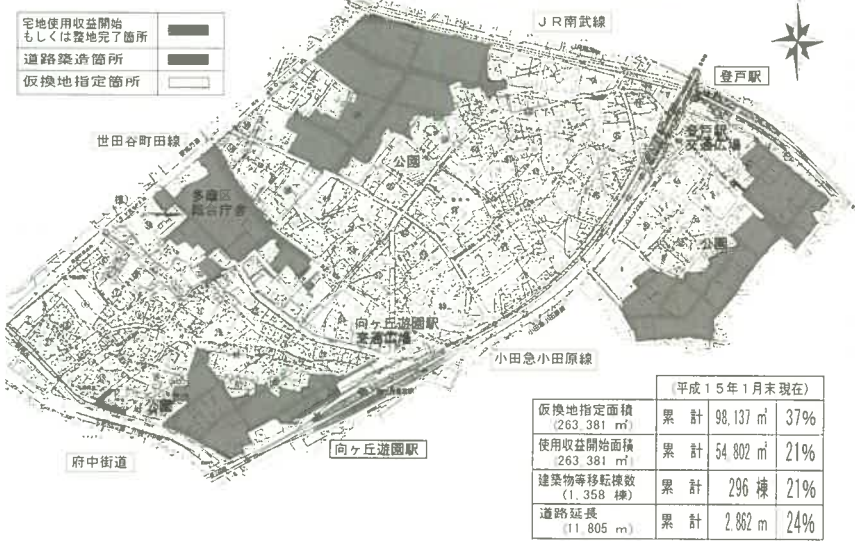 宅地使用収益開始
もしくは整地完了箇所
道路築造箇所
仮換地指定箇所
JR南武線
登戸駅
登戸駅
交通広場
世田谷町田線
公園
多摩区
総合庁舎
公園
向ヶ丘遊園駅
交通広場
小田急小田原線
公園
府中街道
向ヶ丘遊園駅
(平成15年1月末現在)
仮換地指定面積
(263,381 ㎡) 累 計 98,137 ㎡ 37%
使用収益開始面積
(263,381 ㎡) 累 計 54,802 ㎡ 21%
建築物等移転棟数
(1,358 棟) 累 計 296 棟 21%
道路延長
(11,805 m) 累 計 2,862 m 24%